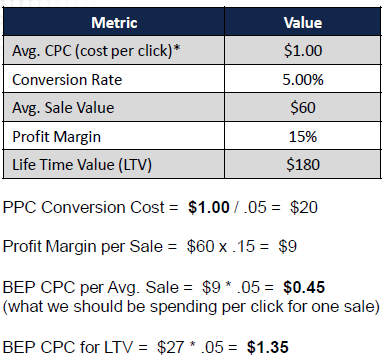 Metric Value
Avg. CPC (cost per click)* $1.00
Conversion Rate 5.00%
Avg. Sale Value $60
Profit Margin 15%
Life Time Value (LTV) $180
PPC Conversion Cost = $1.00 / .05 = $20
Profit Margin per Sale = $60 x .15 = $9
BEP CPC per Avg. Sale = $9 * .05 = $0.45
(what we should be spending per click for one sale)
BEP CPC for LTV = $27 * .05 = $1.35